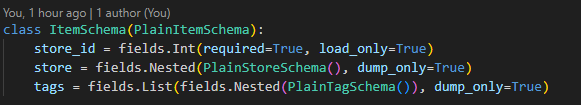 You, 1 hour ago | 1 author (You)
class ItemSchema(PlainItemSchema):
    store_id = fields.Int(required=True, load_only=True)
    store = fields.Nested(PlainStoreSchema(), dump_only=True)
    tags = fields.List(fields.Nested(PlainTagSchema()), dump_only=True)